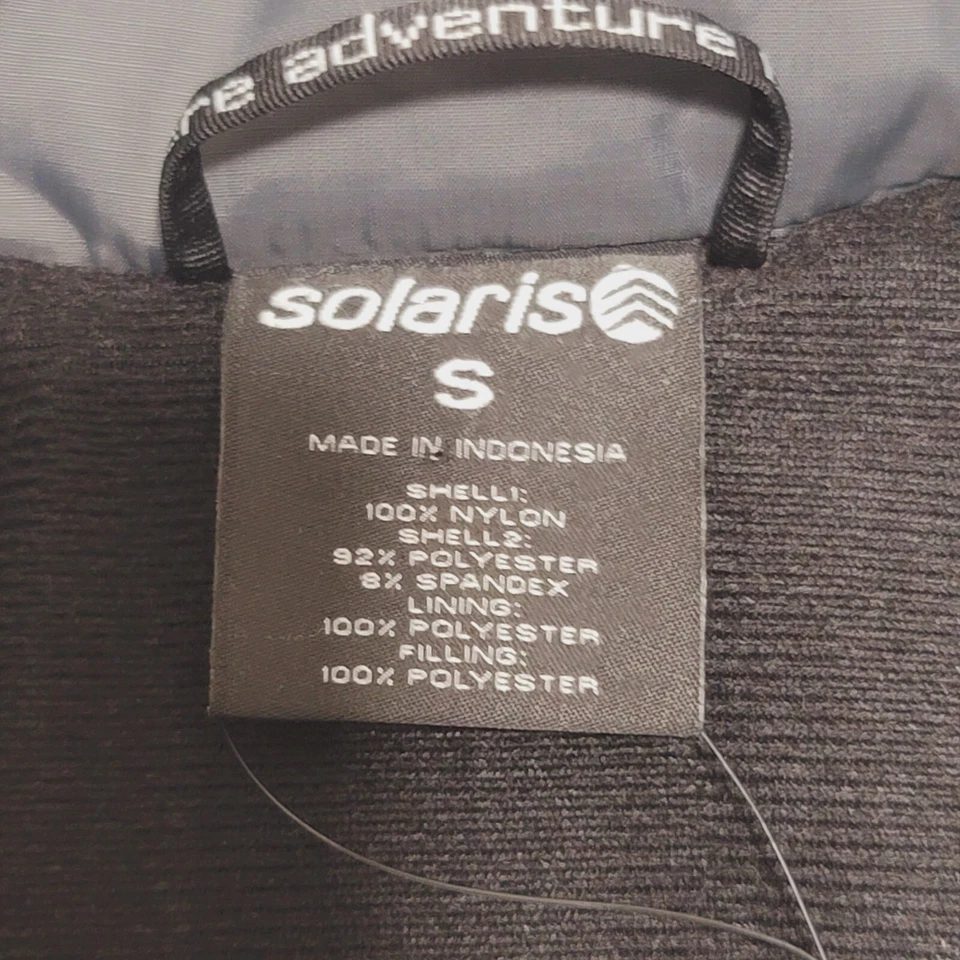 re adventure
solaris
S
MADE IN INDONESIA
SHELL1:
100% NYLON
SHELL2:
92% POLYESTER
8% SPANDEX
LINING:
100% POLYESTER
FILLING:
100% POLYESTER